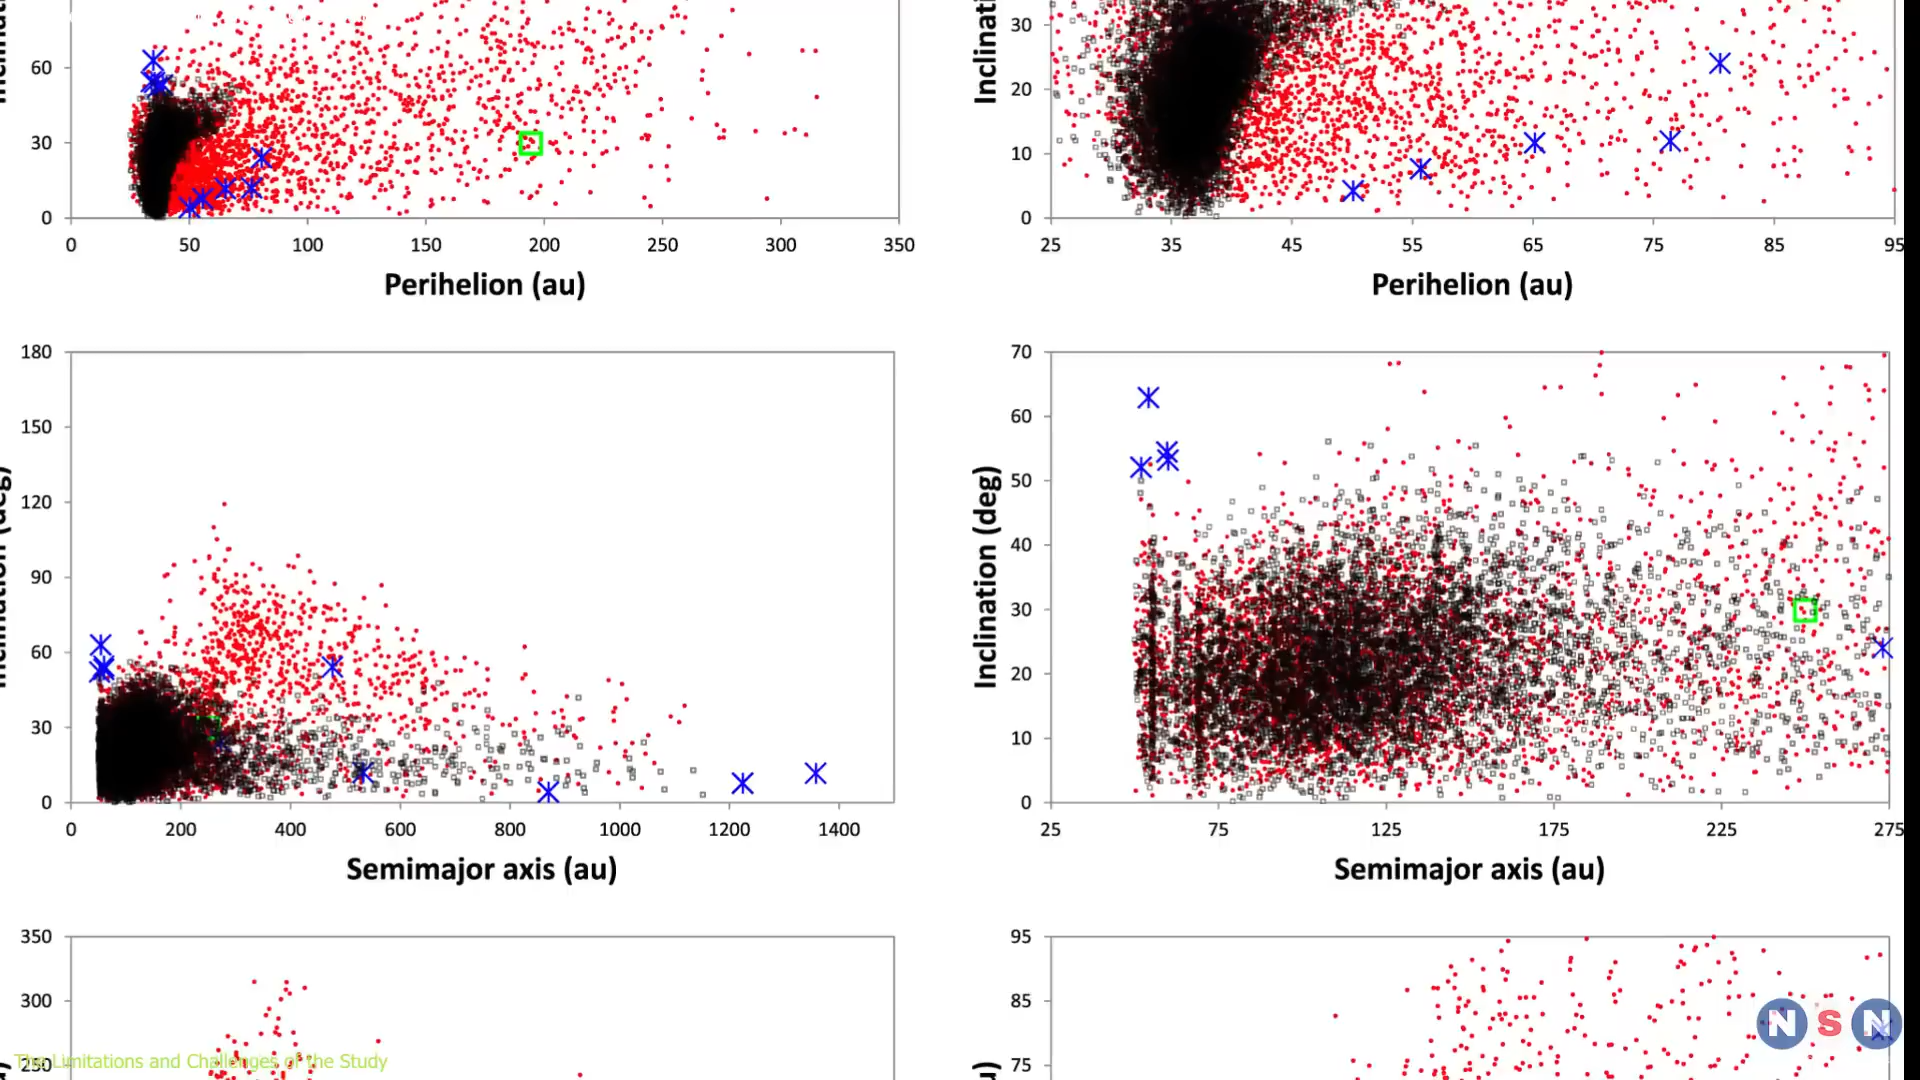 60
30
0
0 50 100 150 200 250 300 350
Perihelion (au)
30
20
10
0
25 35 45 55 65 75 85 95
Perihelion (au)
180
150
120
90
60
30
0
0 200 400 600 800 1000 1200 1400
Semimajor axis (au)
70
60
50
40
30
20
10
0
Inclination (deg)
25 75 125 175 225 275
Semimajor axis (au)
350
300
250
95
85
75
The Limitations and Challenges of the Study
NSN